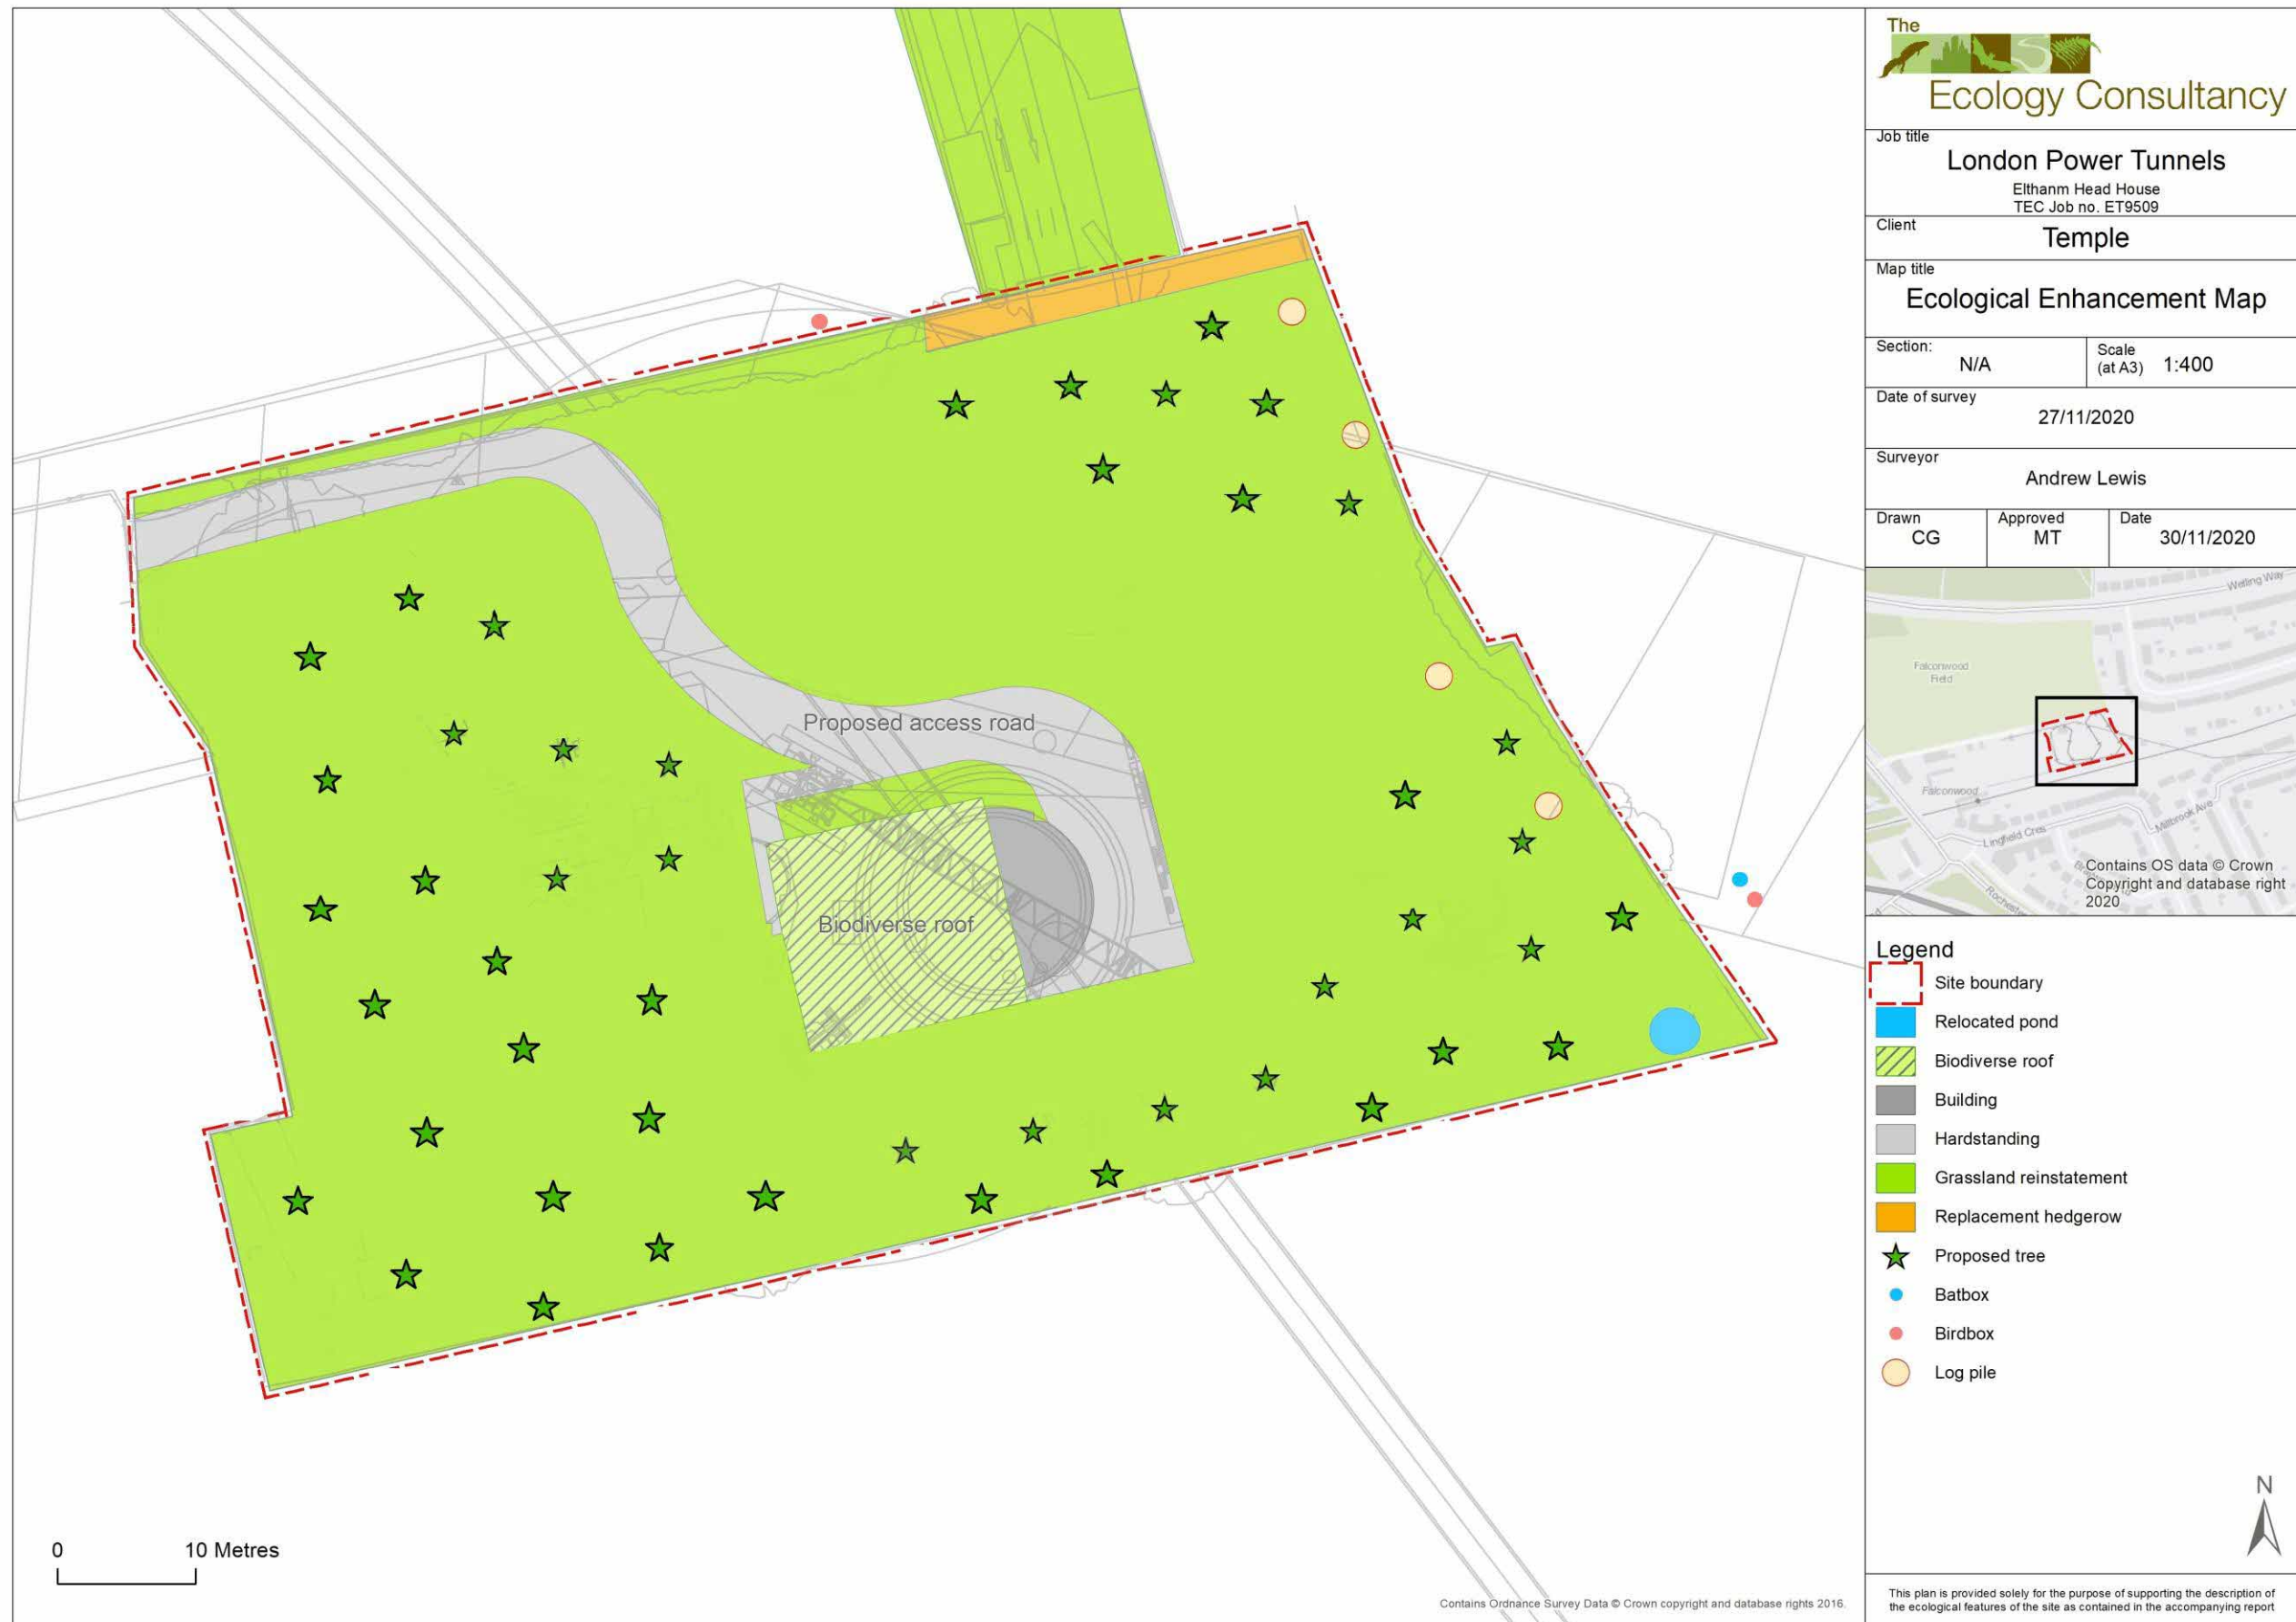 The
Ecology Consultancy
Job title
London Power Tunnels
Elthanm Head House
TEC Job no. ET9509
Client
Temple
Map title
Ecological Enhancement Map
Section:
N/A
Scale
(at A3) 1:400
Date of survey
27/11/2020
Surveyor
Andrew Lewis
Drawn
CG
Approved
MT
Date
30/11/2020
Welling Way
Falconwood
Field
Falconwood
Lingfield Cres
Millbrook Ave
Contains OS data © Crown
Copyright and database right
2020
Legend
Site boundary
Relocated pond
Biodiverse roof
Building
Hardstanding
Grassland reinstatement
Replacement hedgerow
Proposed tree
Batbox
Birdbox
Log pile
N
This plan is provided solely for the purpose of supporting the description of
the ecological features of the site as contained in the accompanying report
Proposed access road
Biodiverse roof
0 10 Metres
Contains Ordnance Survey Data © Crown copyright and database rights 2016.